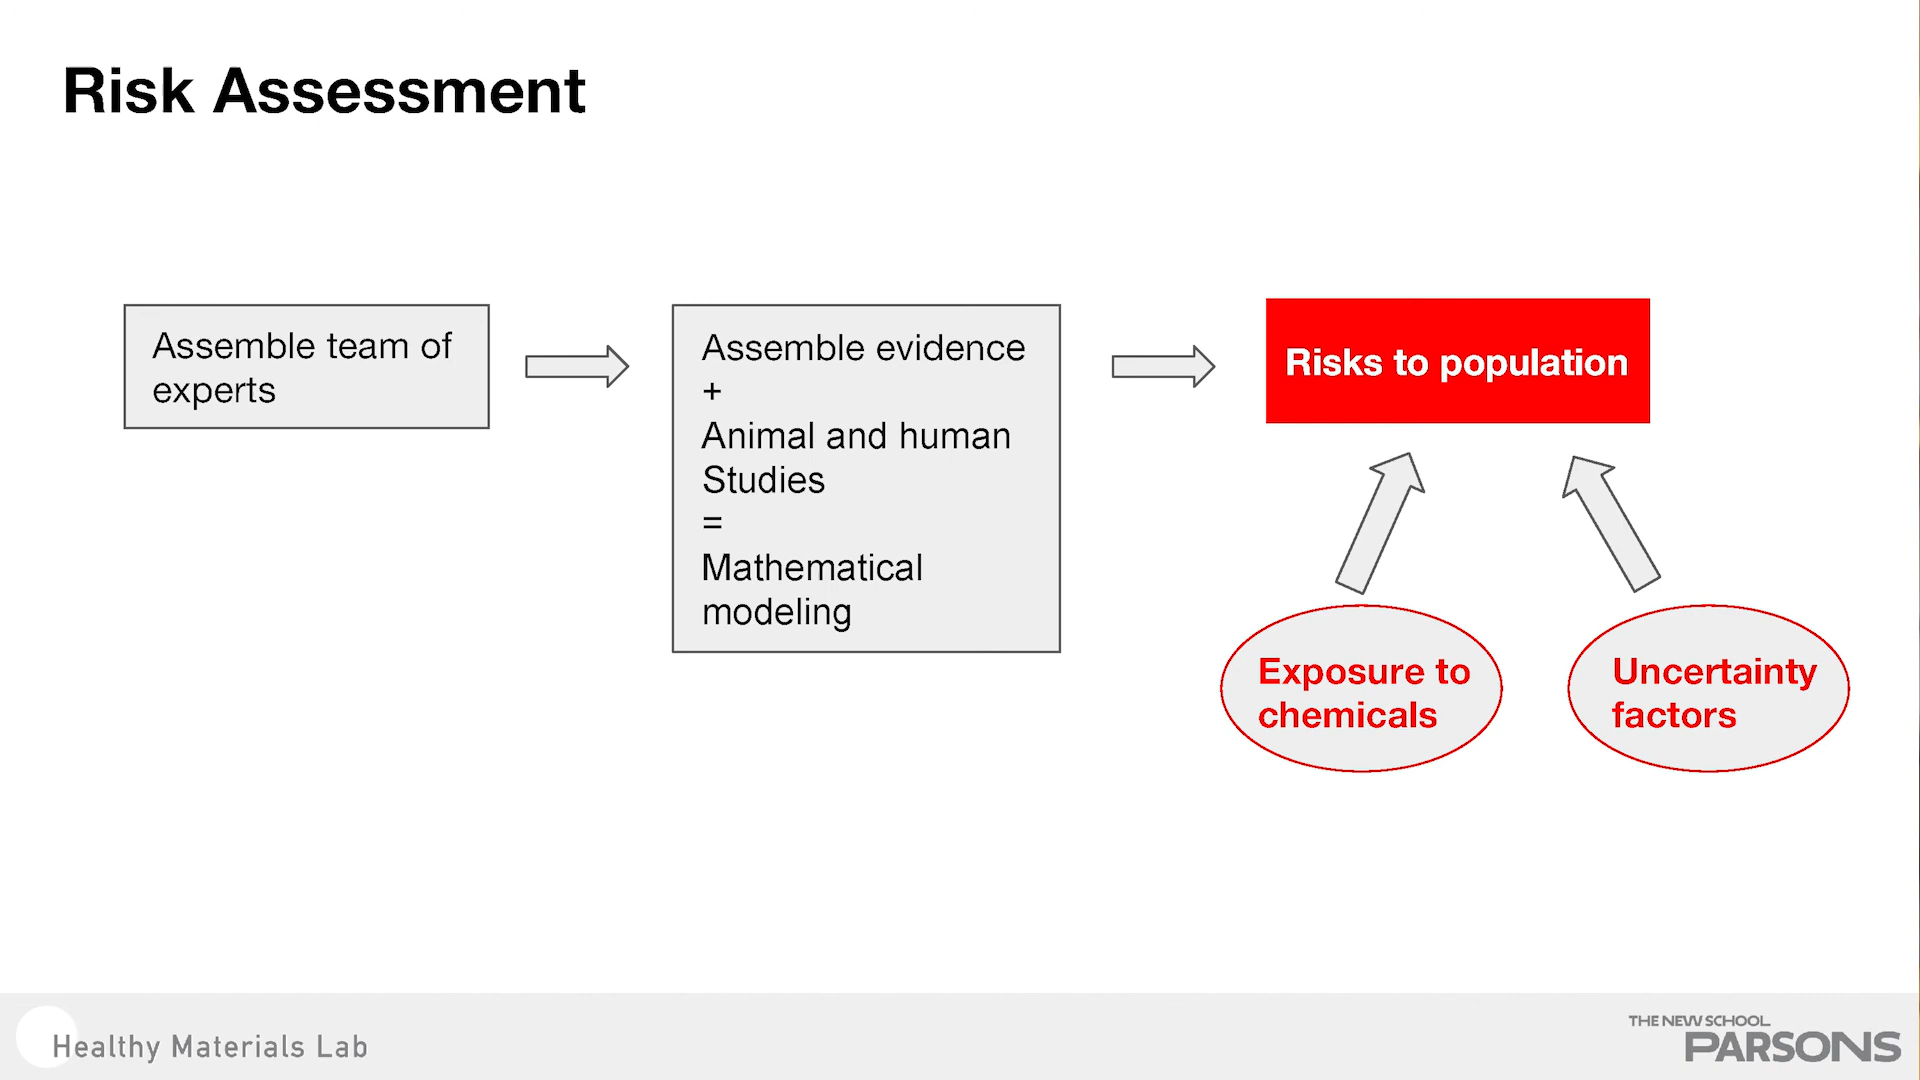 Risk Assessment
Assemble team of
experts
Assemble evidence
+
Animal and human
Studies
=
Mathematical
modeling
Risks to population
Exposure to
chemicals
Uncertainty
factors
Healthy Materials Lab
THE NEW SCHOOL
PARSONS